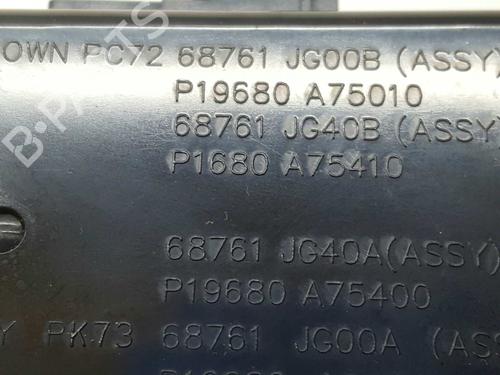 OWN PC72 68761 JG00B (ASSY)
P19680 A75010
68761 JG40B (ASSY)
P1680 A75410
68761 JG40A(ASSY)
P19680 A75400
Y PK73 68761 JG00A (ASS